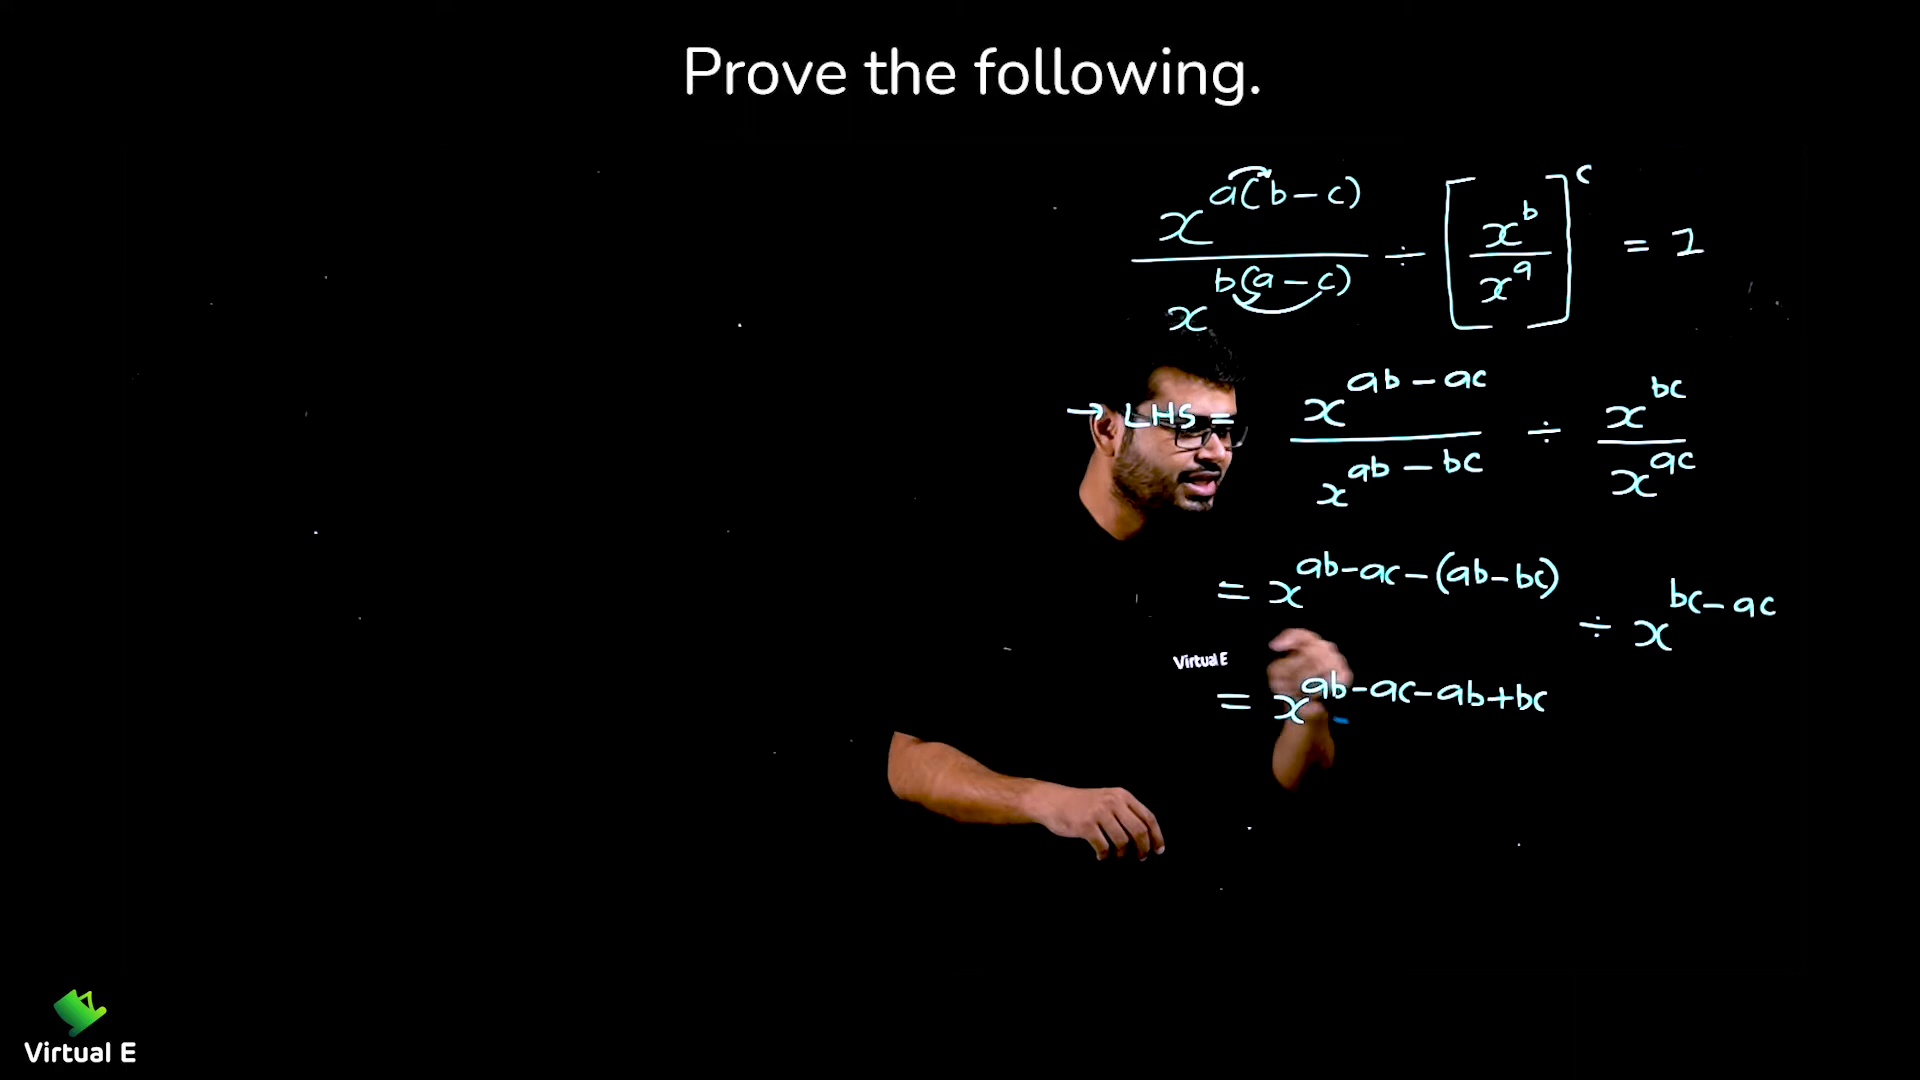 Prove the following.
x^{a(b-c)} / x^{b(a-c)} ÷ [x^b / x^a]^c = 1
→ LHS = x^{ab-ac} / x^{ab-bc} ÷ x^{bc} / x^{ac}
= x^{ab-ac-(ab-bc)} ÷ x^{bc-ac}
Virtual E
= x^{ab-ac-ab+bc}
Virtual E